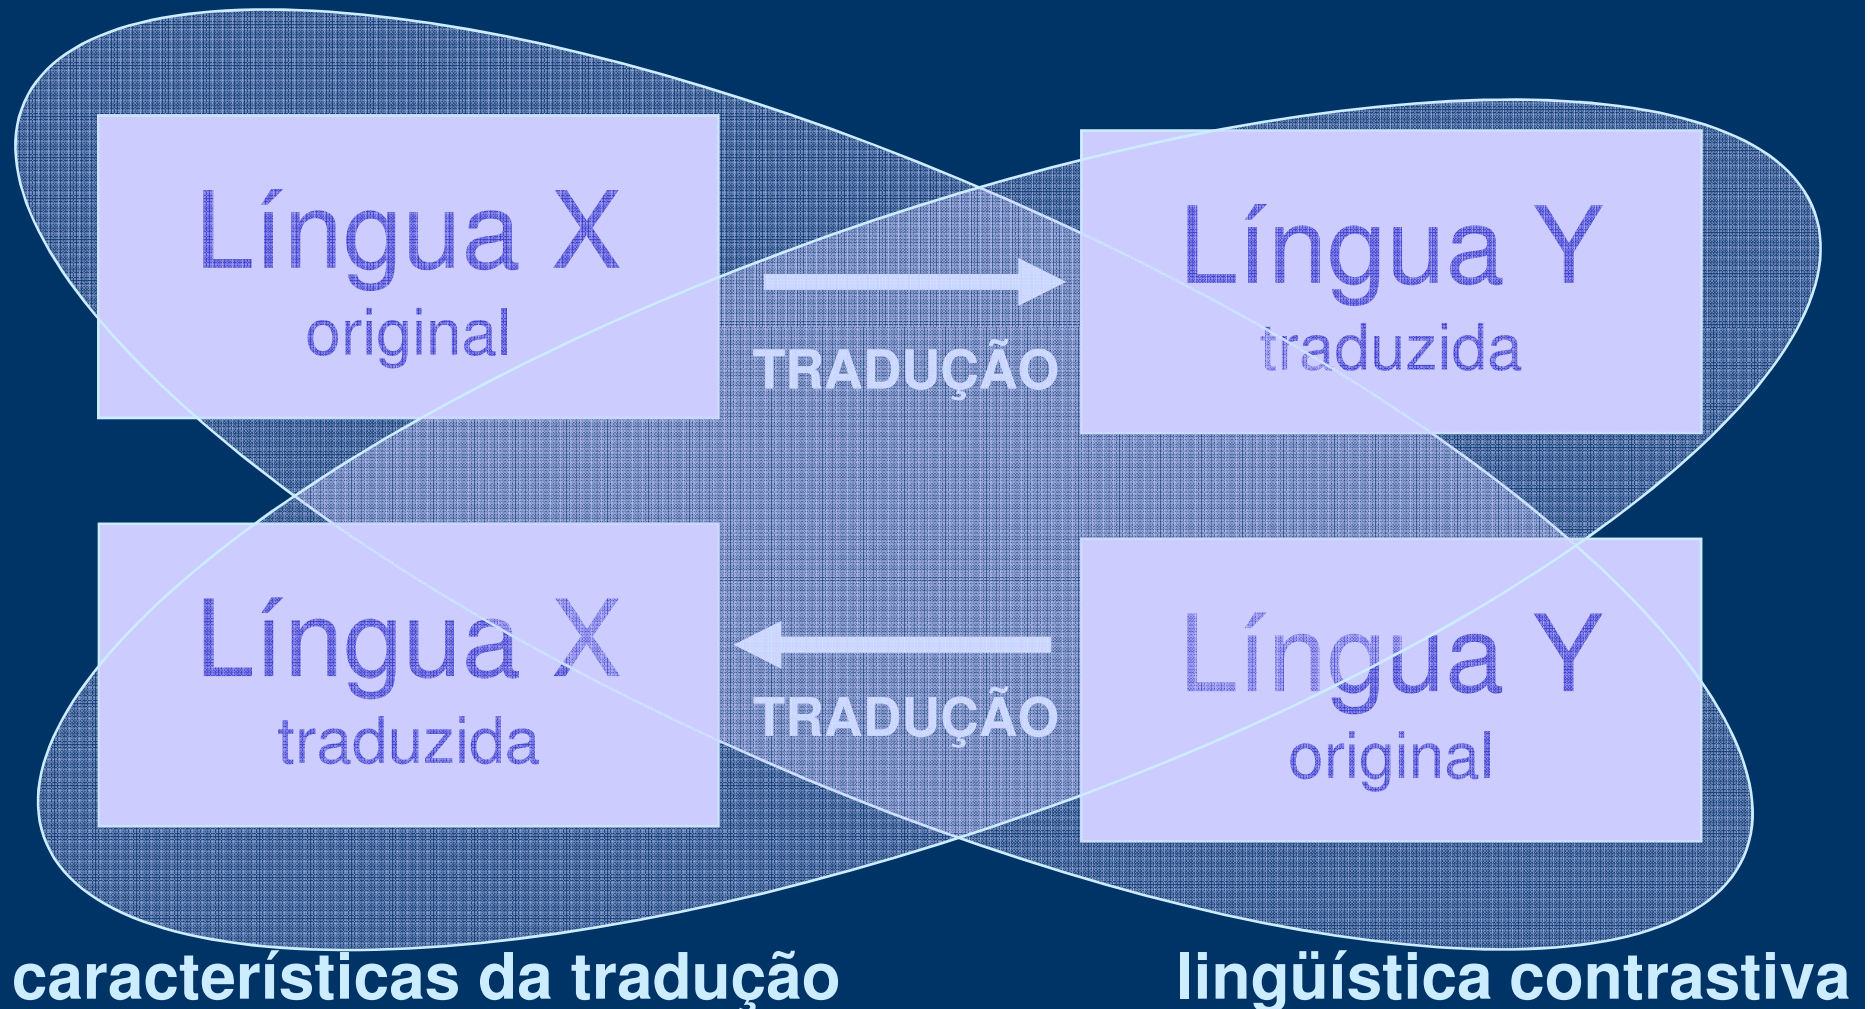 Língua X
original
TRADUÇÃO
Língua Y
traduzida
Língua X
traduzida
TRADUÇÃO
Língua Y
original
características da tradução
lingüística contrastiva